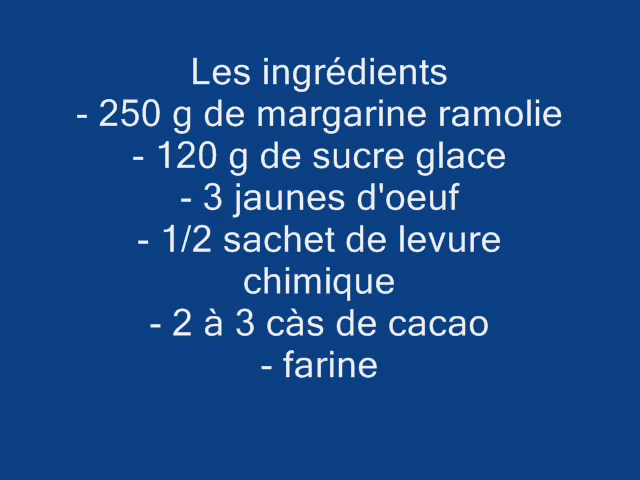 Les ingrédients
- 250 g de margarine ramolie
- 120 g de sucre glace
- 3 jaunes d'oeuf
- 1/2 sachet de levure
chimique
- 2 à 3 càs de cacao
- farine